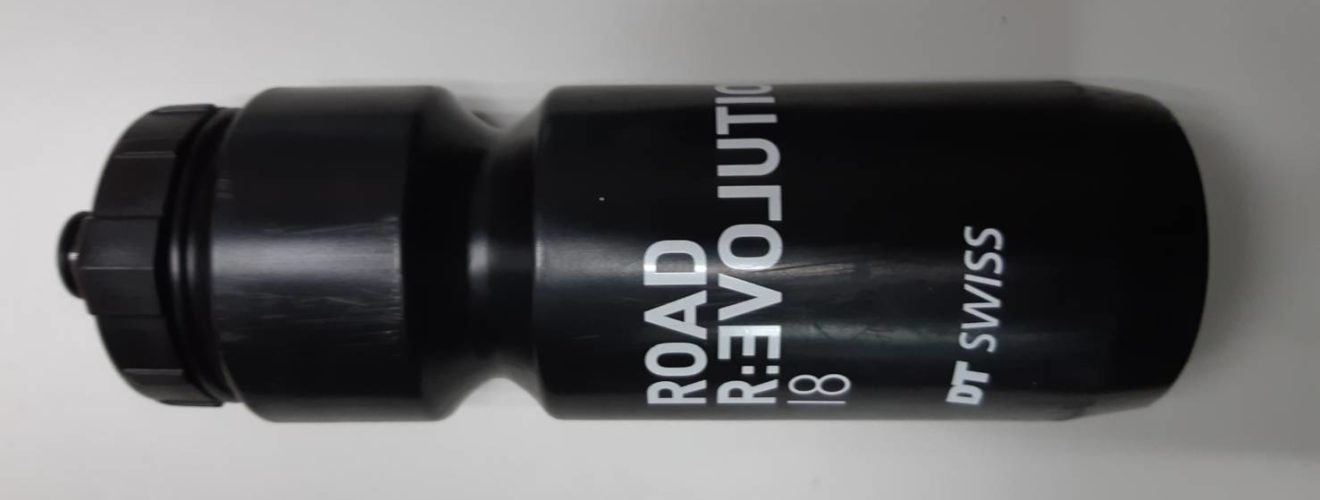 ROAD
R:EVOLUTIO
18
DT SWISS